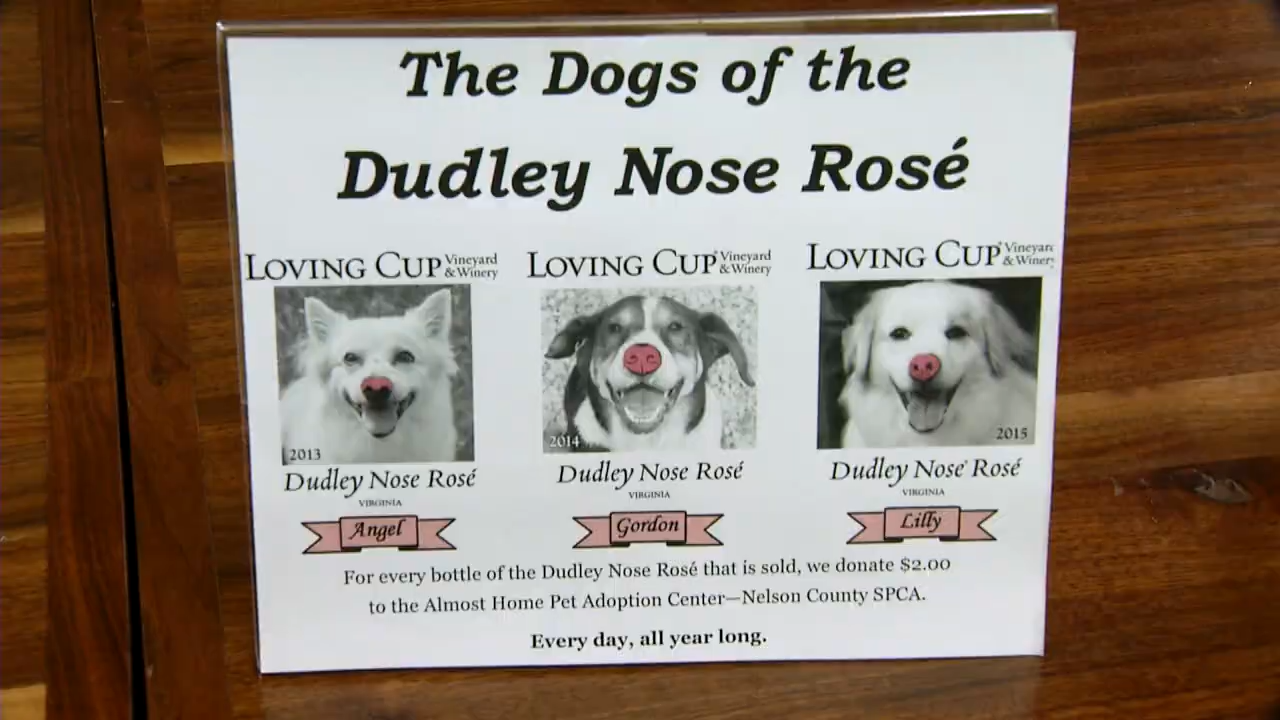 The Dogs of the
Dudley Nose Rosé
LOVING CUP Vineyard & Winery
LOVING CUP Vineyard & Winery
LOVING CUP Vineyard & Winery
2013
2014
2015
Dudley Nose Rosé
Dudley Nose Rosé
Dudley Nose Rosé
VIRGINIA
VIRGINIA
VIRGINIA
Angel
Gordon
Lilly
For every bottle of the Dudley Nose Rosé that is sold, we donate $2.00
to the Almost Home Pet Adoption Center—Nelson County SPCA.
Every day, all year long.